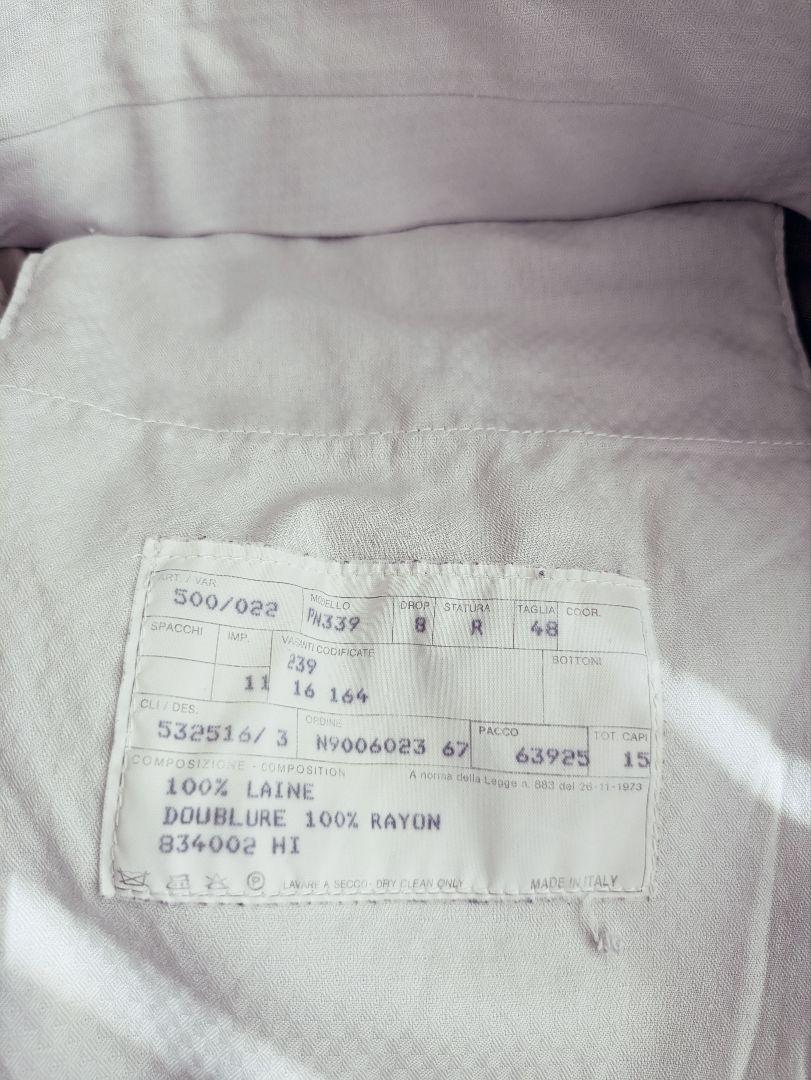 ART / VAR. MODELLO DROP STATURA TAGLIA COOR.
500/022 PN339 8 R 48
SPACCHI IMP. VARIANTI CODIFICATE BOTTONI
239
11 16 164
CLI / DES. ORDINE PACCO TOT. CAPI
532516/ 3 N9006023 67 63925 15
COMPOSIZIONE - COMPOSITION A norma della Legge n. 883 del 26-11-1973
100% LAINE
DOUBLURE 100% RAYON
834002 HI
P LAVARE A SECCO - DRY CLEAN ONLY MADE IN ITALY